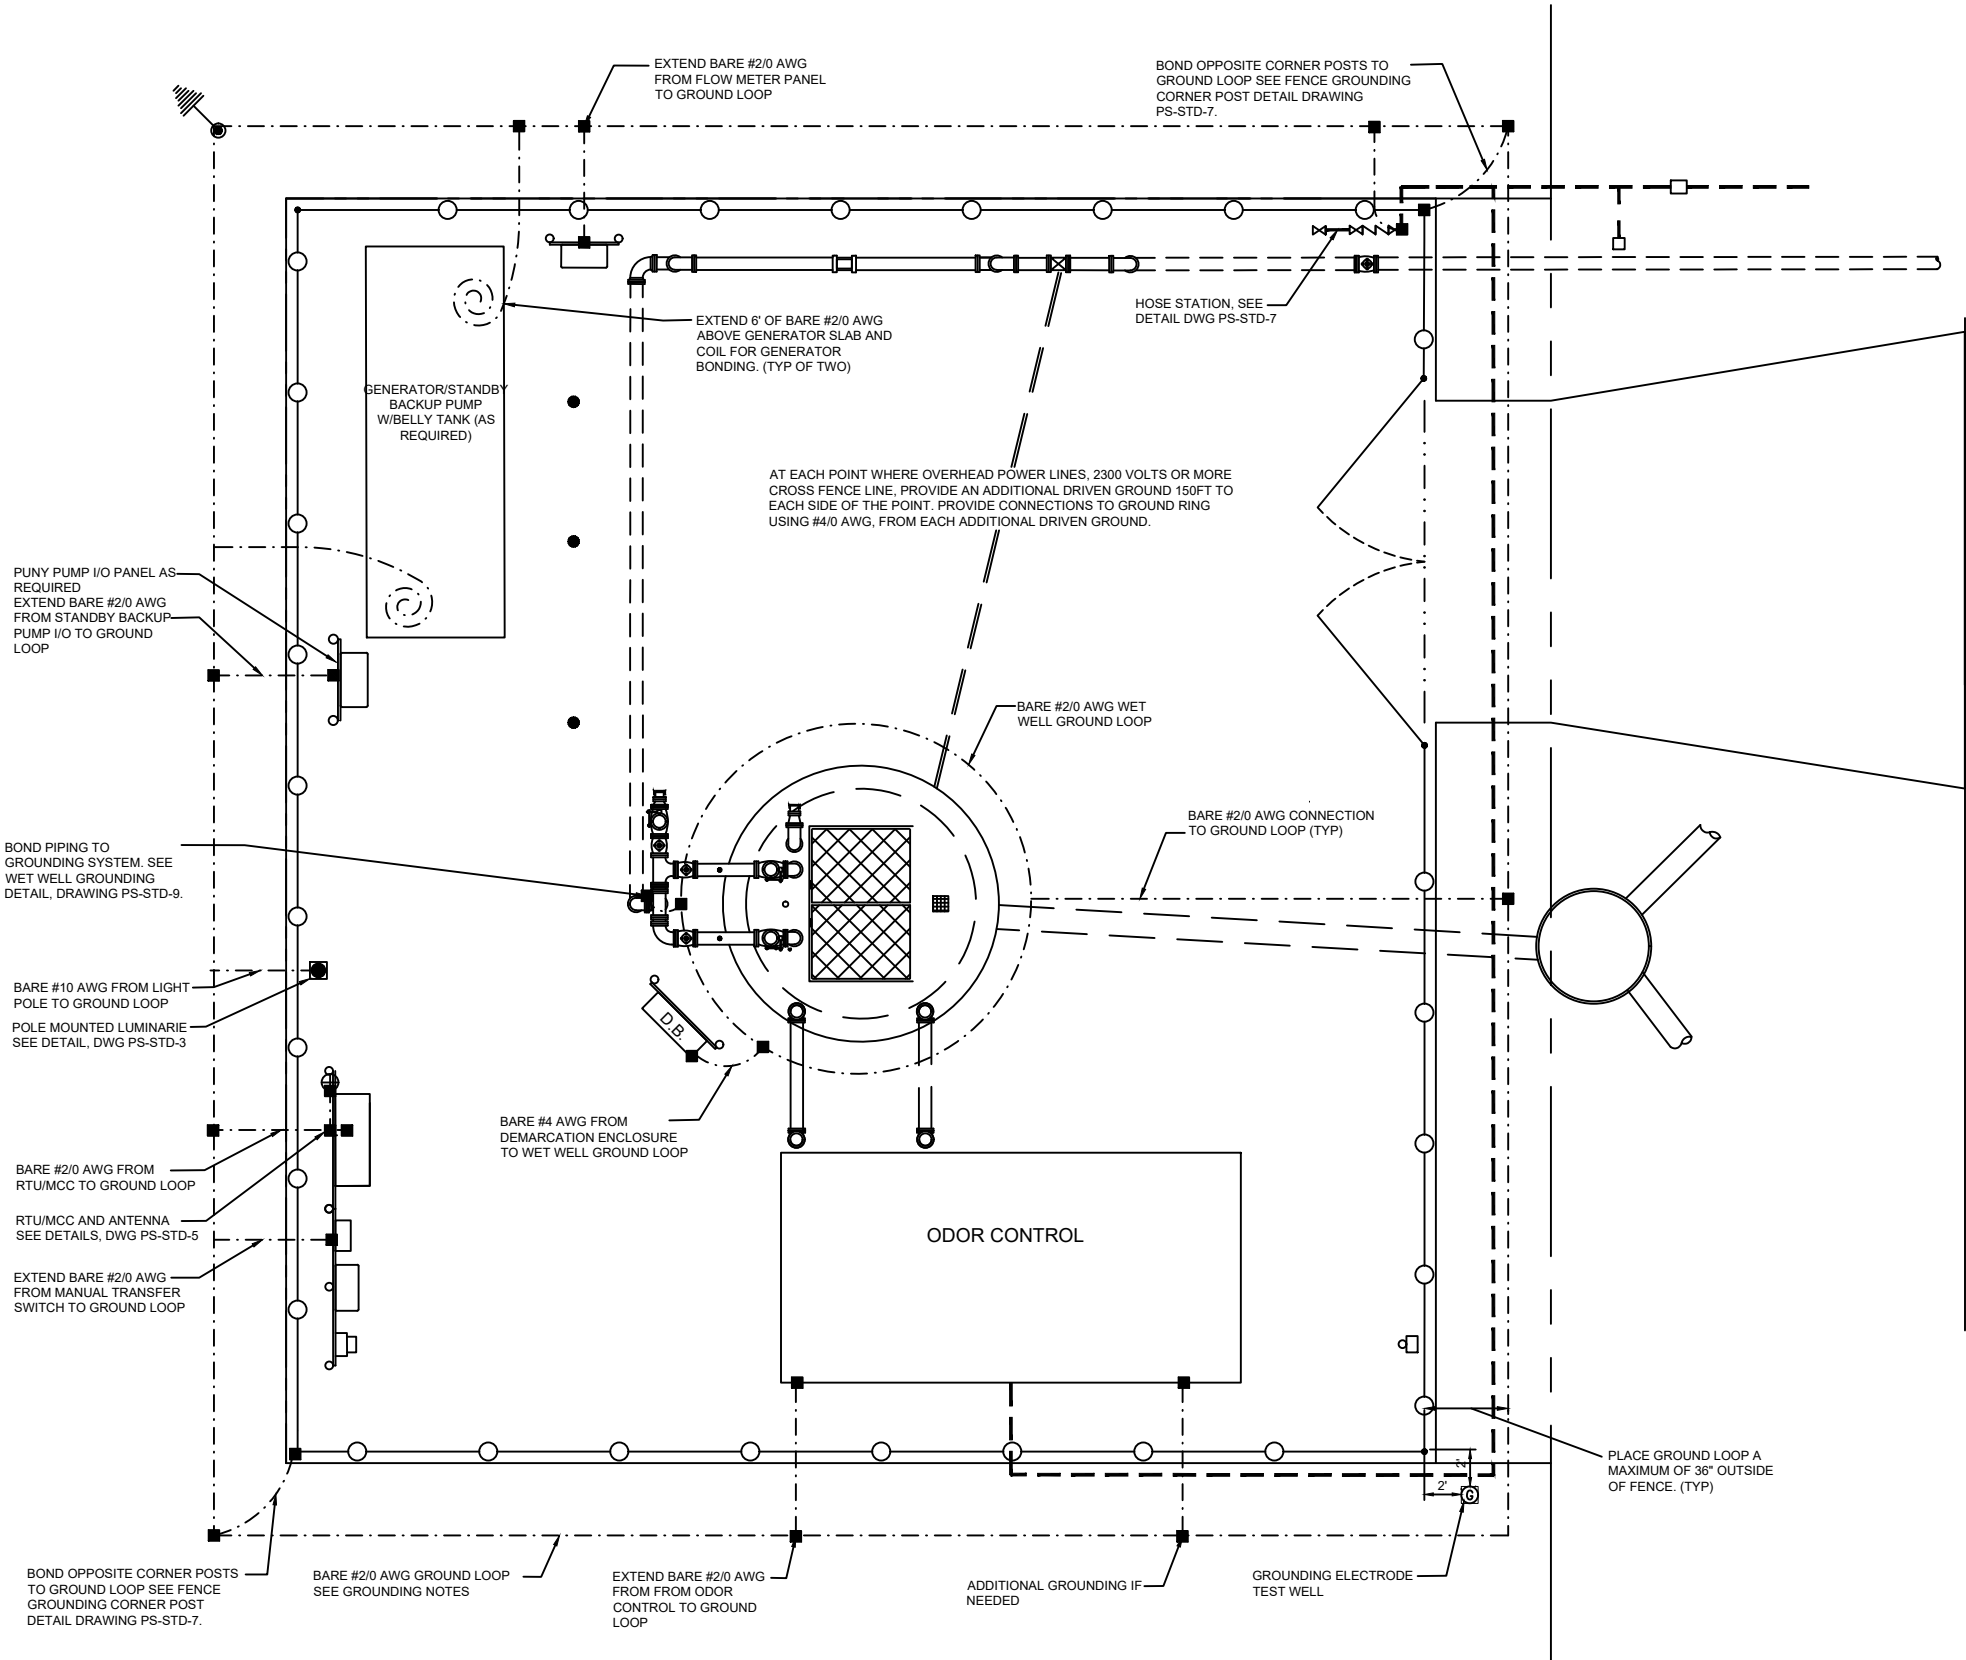 EXTEND BARE #2/0 AWG
FROM FLOW METER PANEL
TO GROUND LOOP
BOND OPPOSITE CORNER POSTS TO
GROUND LOOP SEE FENCE GROUNDING
CORNER POST DETAIL DRAWING
PS-STD-7.
HOSE STATION, SEE
DETAIL DWG PS-STD-7
EXTEND 6' OF BARE #2/0 AWG
ABOVE GENERATOR SLAB AND
COIL FOR GENERATOR
BONDING. (TYP OF TWO)
GENERATOR/STANDBY
BACKUP PUMP
W/BELLY TANK (AS
REQUIRED)
AT EACH POINT WHERE OVERHEAD POWER LINES, 2300 VOLTS OR MORE
CROSS FENCE LINE, PROVIDE AN ADDITIONAL DRIVEN GROUND 150FT TO
EACH SIDE OF THE POINT. PROVIDE CONNECTIONS TO GROUND RING
USING #4/0 AWG, FROM EACH ADDITIONAL DRIVEN GROUND.
PUNY PUMP I/O PANEL AS
REQUIRED
EXTEND BARE #2/0 AWG
FROM STANDBY BACKUP
PUMP I/O TO GROUND
LOOP
BARE #2/0 AWG WET
WELL GROUND LOOP
BARE #2/0 AWG CONNECTION
TO GROUND LOOP (TYP)
BOND PIPING TO
GROUNDING SYSTEM. SEE
WET WELL GROUNDING
DETAIL, DRAWING PS-STD-9.
BARE #10 AWG FROM LIGHT
POLE TO GROUND LOOP
POLE MOUNTED LUMINARIE
SEE DETAIL, DWG PS-STD-3
D.B.
BARE #4 AWG FROM
DEMARCATION ENCLOSURE
TO WET WELL GROUND LOOP
BARE #2/0 AWG FROM
RTU/MCC TO GROUND LOOP
RTU/MCC AND ANTENNA
SEE DETAILS, DWG PS-STD-5
EXTEND BARE #2/0 AWG
FROM MANUAL TRANSFER
SWITCH TO GROUND LOOP
ODOR CONTROL
PLACE GROUND LOOP A
MAXIMUM OF 36" OUTSIDE
OF FENCE. (TYP)
2'
2'
G
BOND OPPOSITE CORNER POSTS
TO GROUND LOOP SEE FENCE
GROUNDING CORNER POST
DETAIL DRAWING PS-STD-7.
BARE #2/0 AWG GROUND LOOP
SEE GROUNDING NOTES
EXTEND BARE #2/0 AWG
FROM FROM ODOR
CONTROL TO GROUND
LOOP
ADDITIONAL GROUNDING IF
NEEDED
GROUNDING ELECTRODE
TEST WELL